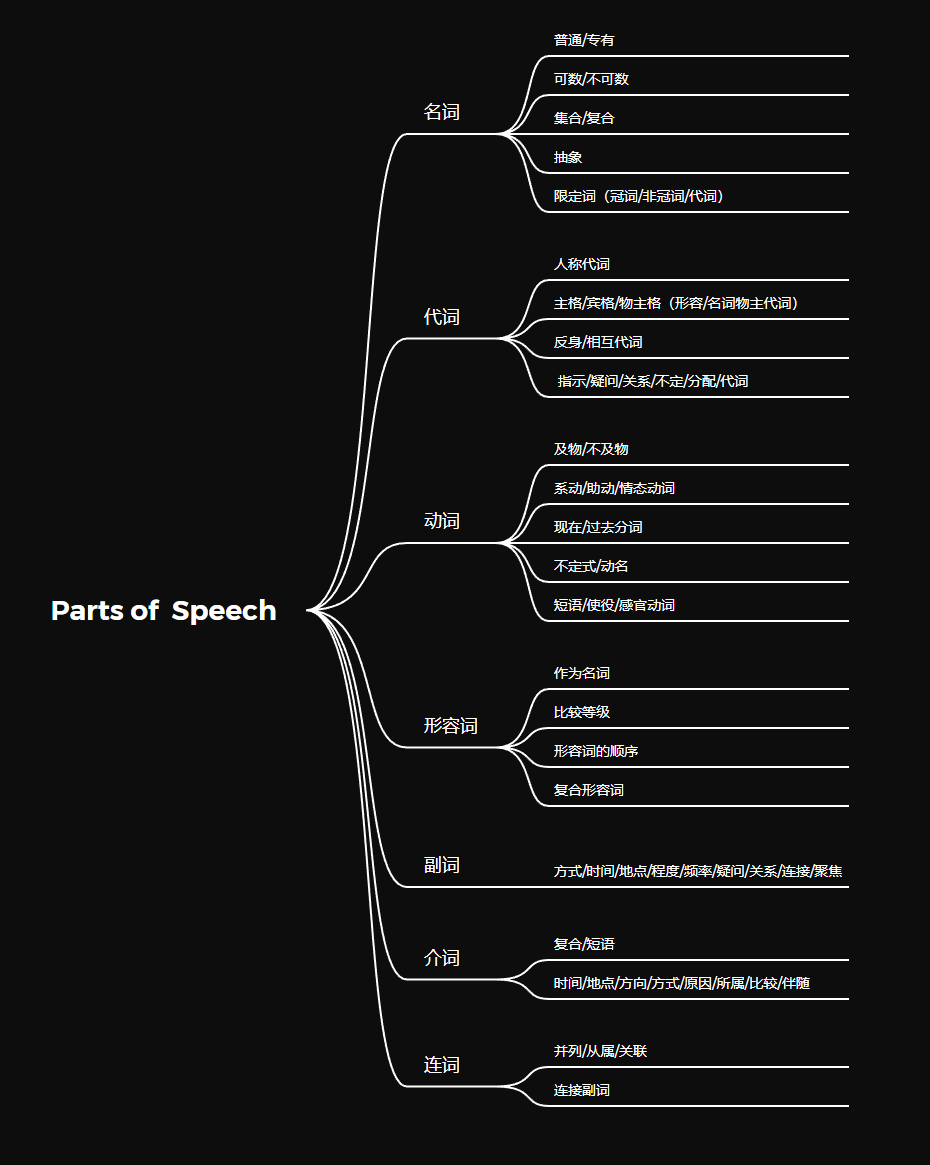 Parts of Speech
名词
普通/专有
可数/不可数
集合/复合
抽象
限定词（冠词/非冠词/代词）
代词
人称代词
主格/宾格/物主格（形容/名词物主代词）
反身/相互代词
指示/疑问/关系/不定/分配/代词
动词
及物/不及物
系动/助动/情态动词
现在/过去分词
不定式/动名
短语/使役/感官动词
形容词
作为名词
比较等级
形容词的顺序
复合形容词
副词
方式/时间/地点/程度/频率/疑问/关系/连接/聚焦
介词
复合/短语
时间/地点/方向/方式/原因/所属/比较/伴随
连词
并列/从属/关联
连接副词